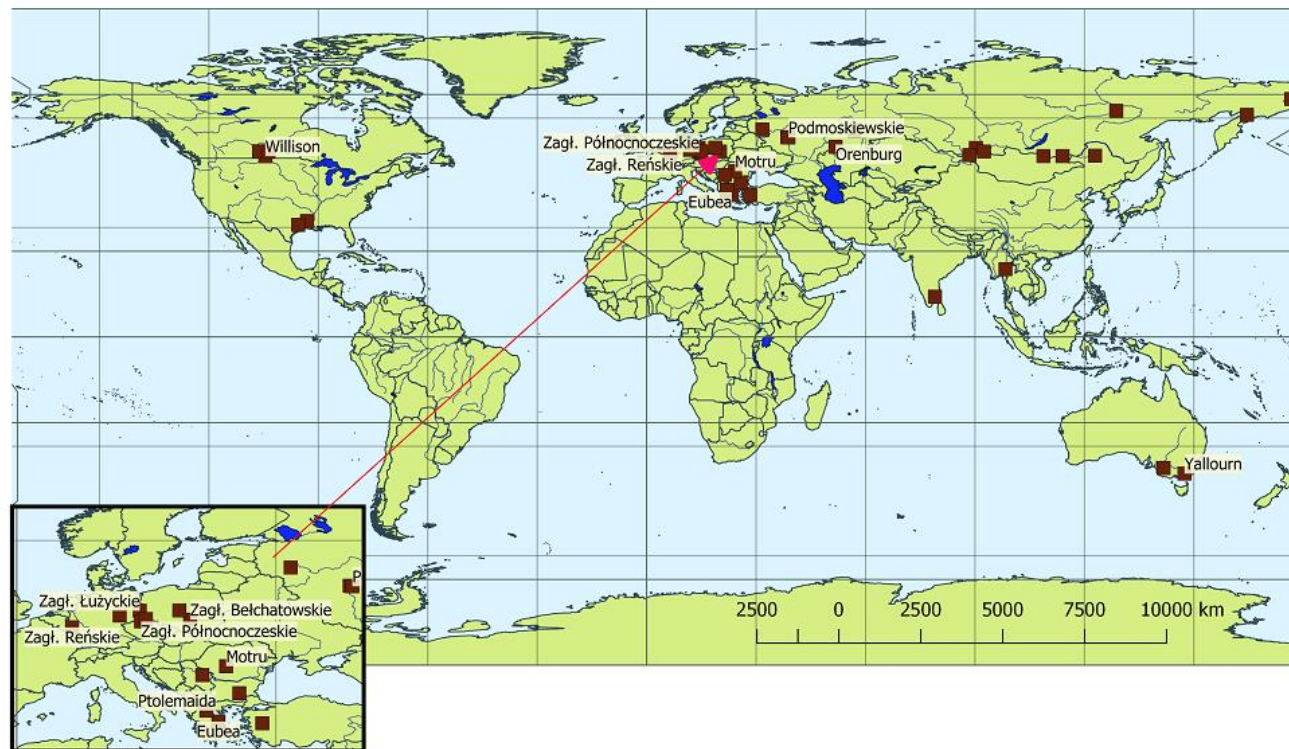 Willison
Zagł. Północnoczeskie
Podmoskiewskie
Zagł. Reńskie
Motru
Orenburg
Eubea
Yallourn
2500 0 2500 5000 7500 10000 km
P
Zagł. Łużyckie
Zagł. Bełchatowskie
Zagł. Reńskie
Zagł. Północnoczeskie
Motru
Ptolemaida
Eubea